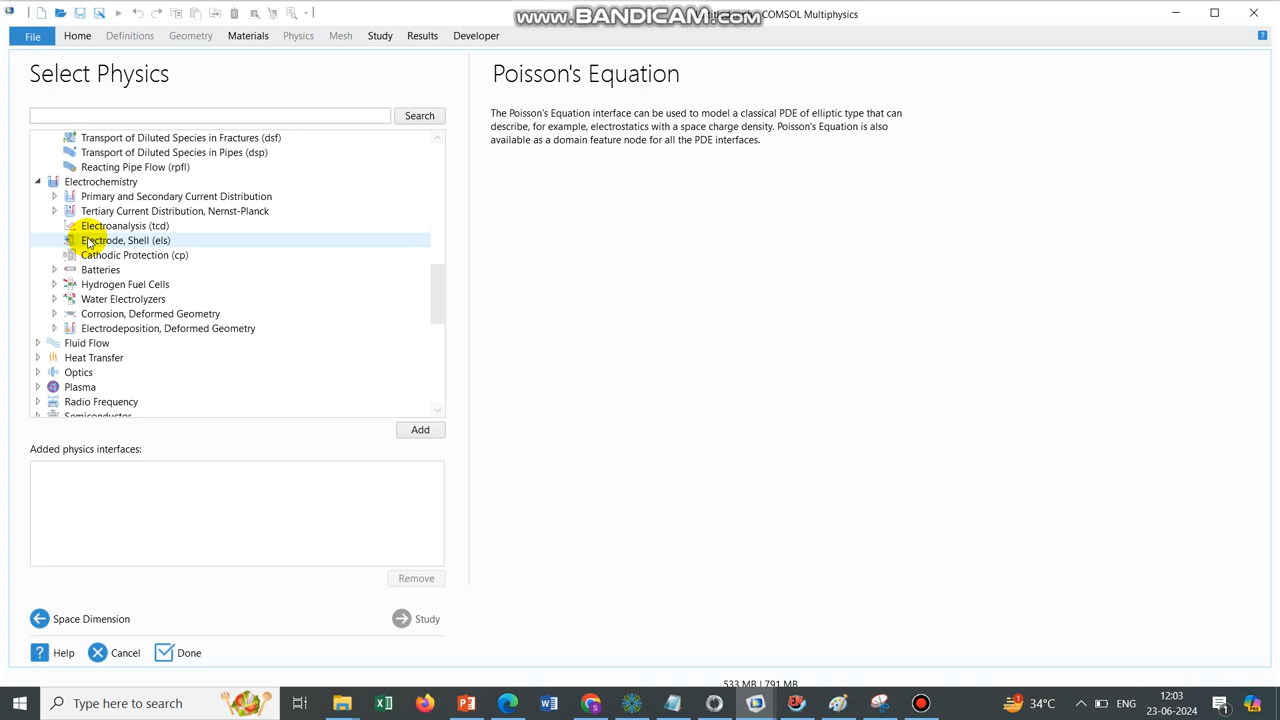 www.BANDICAM.com
COMSOL Multiphysics
File Home Definitions Geometry Materials Physics Mesh Study Results Developer
Select Physics
Search
Transport of Diluted Species in Fractures (dsf)
Transport of Diluted Species in Pipes (dsp)
Reacting Pipe Flow (rpfl)
Electrochemistry
Primary and Secondary Current Distribution
Tertiary Current Distribution, Nernst-Planck
Electroanalysis (tcd)
Electrode, Shell (els)
Cathodic Protection (cp)
Batteries
Hydrogen Fuel Cells
Water Electrolyzers
Corrosion, Deformed Geometry
Electrodeposition, Deformed Geometry
Fluid Flow
Heat Transfer
Optics
Plasma
Radio Frequency
Semiconductor
Add
Added physics interfaces:
Remove
Space Dimension
Study
Help Cancel Done
Poisson's Equation
The Poisson's Equation interface can be used to model a classical PDE of elliptic type that can
describe, for example, electrostatics with a space charge density. Poisson's Equation is also
available as a domain feature node for all the PDE interfaces.
533 MB | 791 MB
Type here to search
34°C
ENG
12:03
23-06-2024